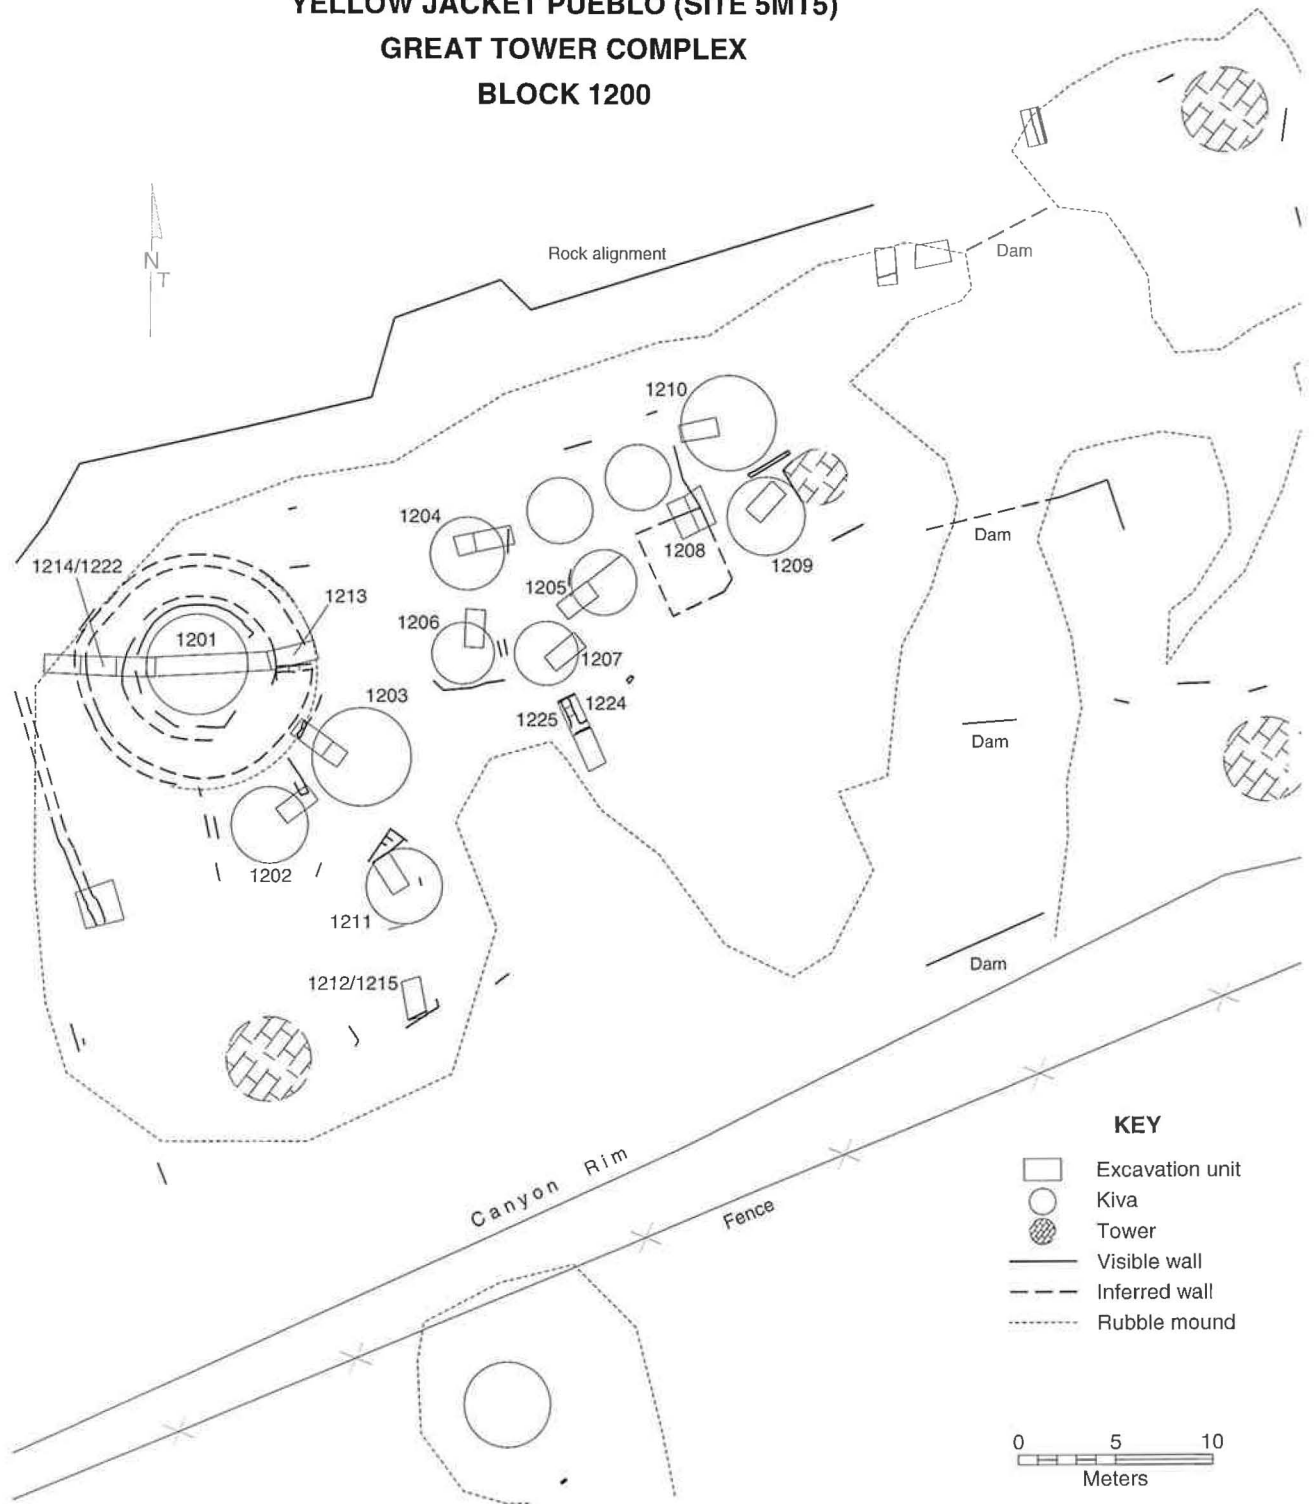 YELLOW JACKET PUEBLO (SITE 5MT5)
GREAT TOWER COMPLEX
BLOCK 1200
N
T
Rock alignment
Dam
1210
1204
1208
1209
Dam
1214/1222
1213
1205
1201
1206
1207
1203
1225
1224
Dam
1202
1211
Dam
1212/1215
Canyon Rim
Fence
KEY
Excavation unit
Kiva
Tower
Visible wall
Inferred wall
Rubble mound
0 5 10
Meters